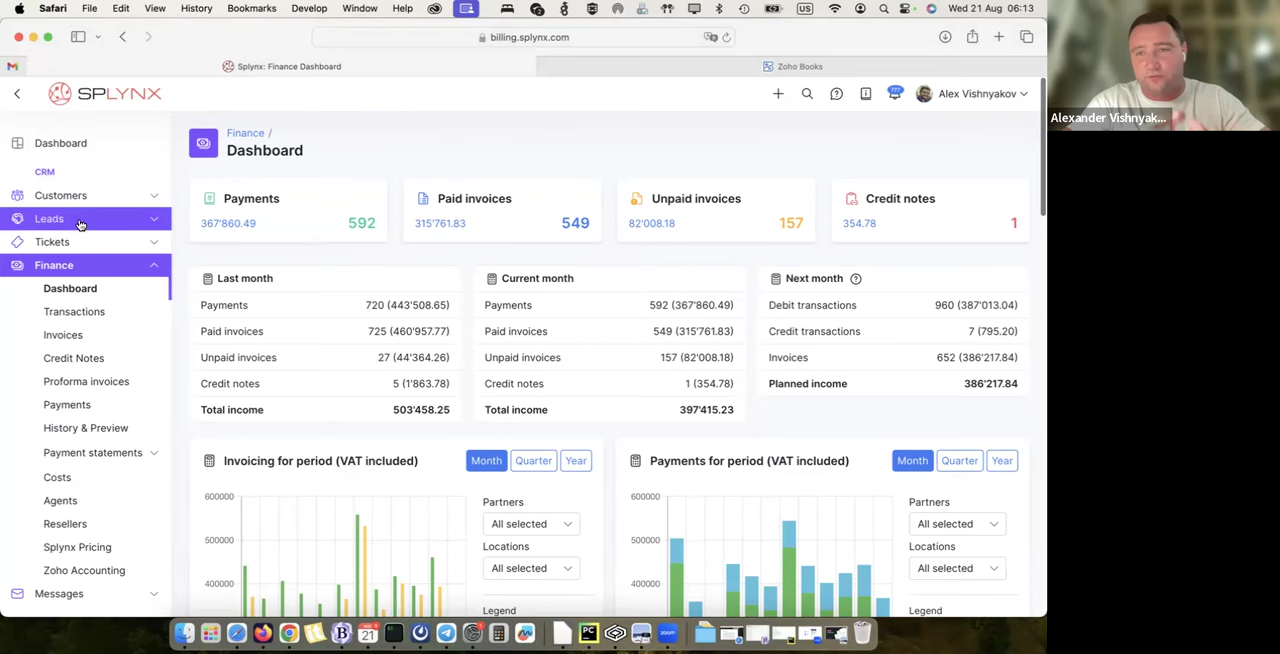 Safari File Edit View History Bookmarks Develop Window Help US Wed 21 Aug 06:13
billing.splynx.com
Splynx: Finance Dashboard Zoho Books
SPLYNX 777 Alex Vishnyakov
Alexander Vishnyak...
Dashboard
CRM
Customers
Leads
Tickets
Finance
Dashboard
Transactions
Invoices
Credit Notes
Proforma invoices
Payments
History & Preview
Payment statements
Costs
Agents
Resellers
Splynx Pricing
Zoho Accounting
Messages
Finance /
Dashboard
Payments
367'860.49 592
Paid invoices
315'761.83 549
Unpaid invoices
82'008.18 157
Credit notes
354.78 1
Last month
Payments 720 (443'508.65)
Paid invoices 725 (460'957.77)
Unpaid invoices 27 (44'364.26)
Credit notes 5 (1'863.78)
Total income 503'458.25
Current month
Payments 592 (367'860.49)
Paid invoices 549 (315'761.83)
Unpaid invoices 157 (82'008.18)
Credit notes 1 (354.78)
Total income 397'415.23
Next month
Debit transactions 960 (387'013.04)
Credit transactions 7 (795.20)
Invoices 652 (386'217.84)
Planned income 386'217.84
Invoicing for period (VAT included) Month Quarter Year
600000
500000
400000
Partners
All selected
Locations
All selected
Legend
Payments for period (VAT included) Month Quarter Year
600000
500000
400000
Partners
All selected
Locations
All selected
Legend
21
PC
zoom